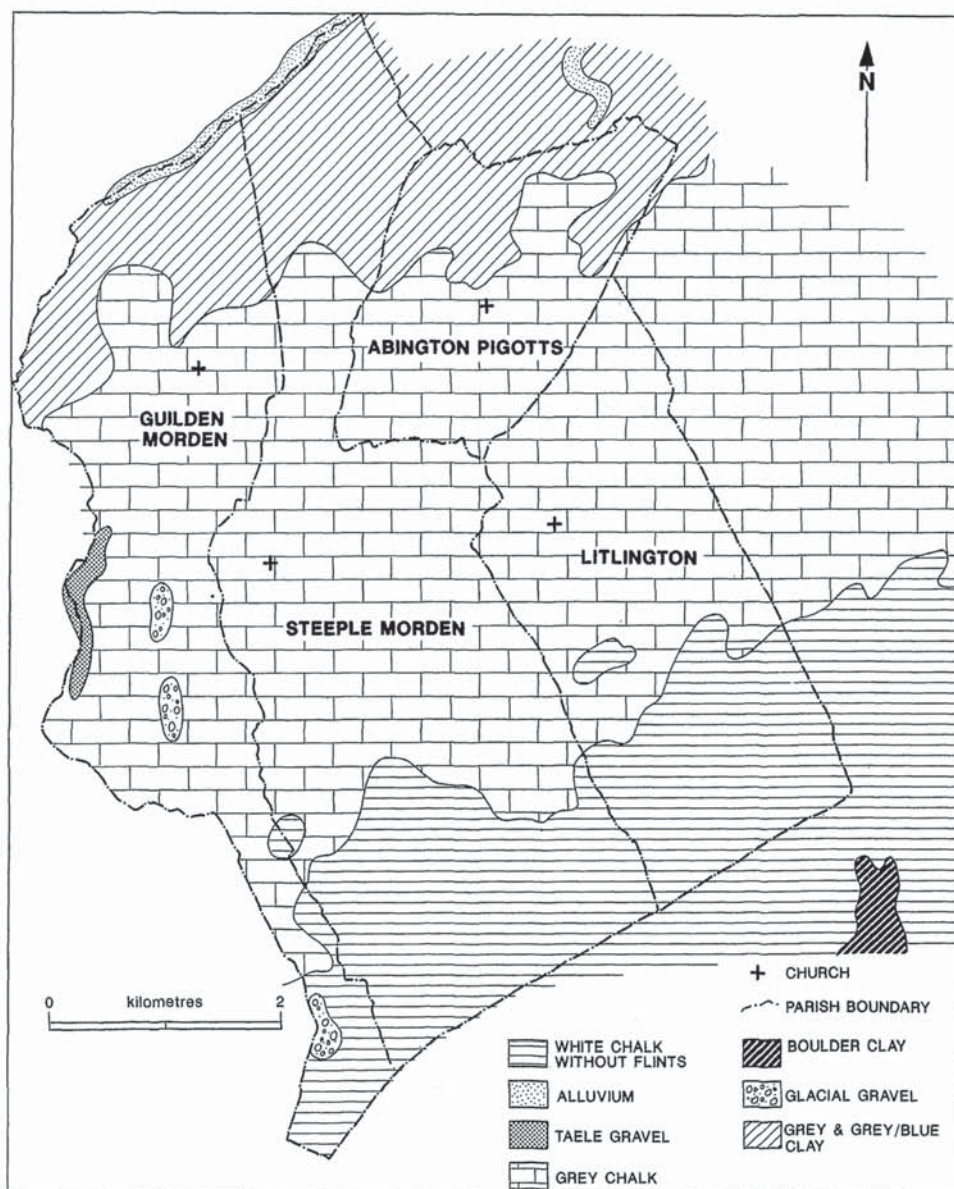 N
ABINGTON PIGOTTS
GUILDEN
MORDEN
LITLINGTON
STEEPLE MORDEN
0 kilometres 2
+ CHURCH
PARISH BOUNDARY
WHITE CHALK
WITHOUT FLINTS
ALLUVIUM
TAELE GRAVEL
GREY CHALK
BOULDER CLAY
GLACIAL GRAVEL
GREY & GREY/BLUE
CLAY